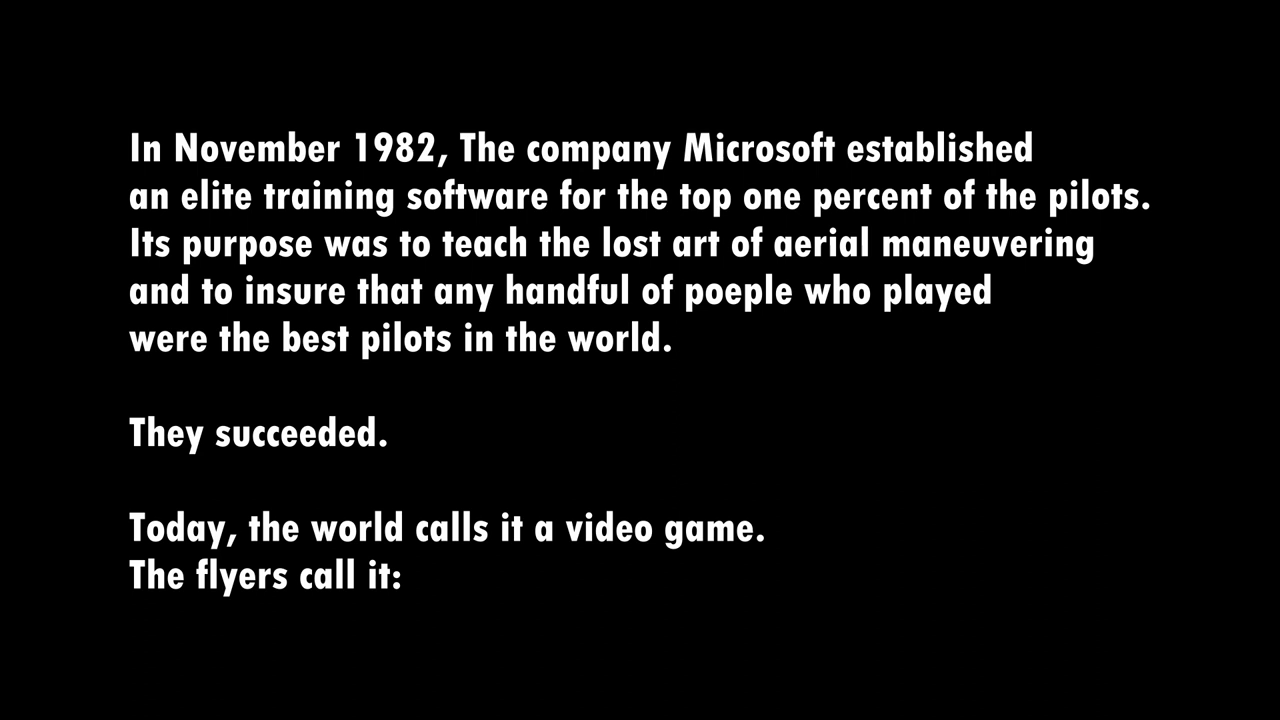 In November 1982, The company Microsoft established
an elite training software for the top one percent of the pilots.
Its purpose was to teach the lost art of aerial maneuvering
and to insure that any handful of poeple who played
were the best pilots in the world.
They succeeded.
Today, the world calls it a video game.
The flyers call it: